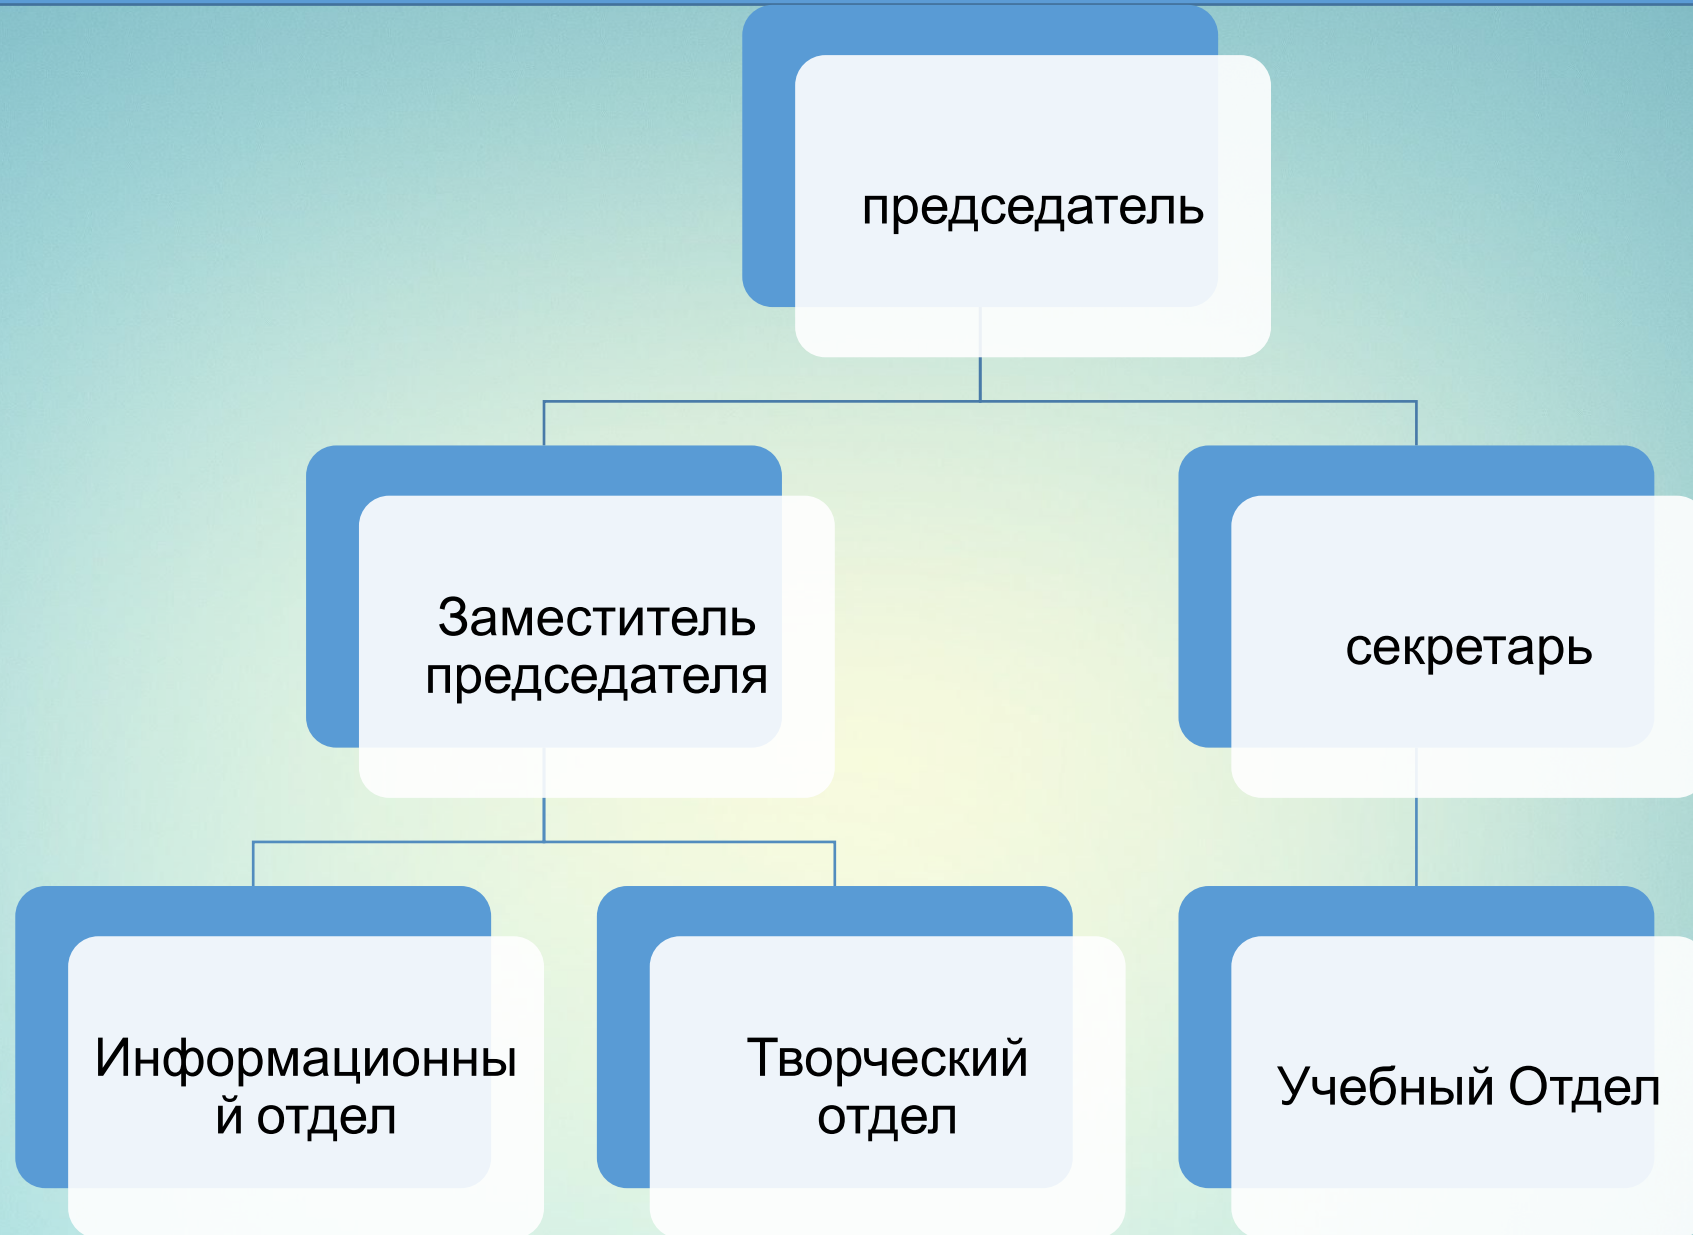 председатель
Заместитель
председателя
секретарь
Информационны
й отдел
Творческий
отдел
Учебный Отдел